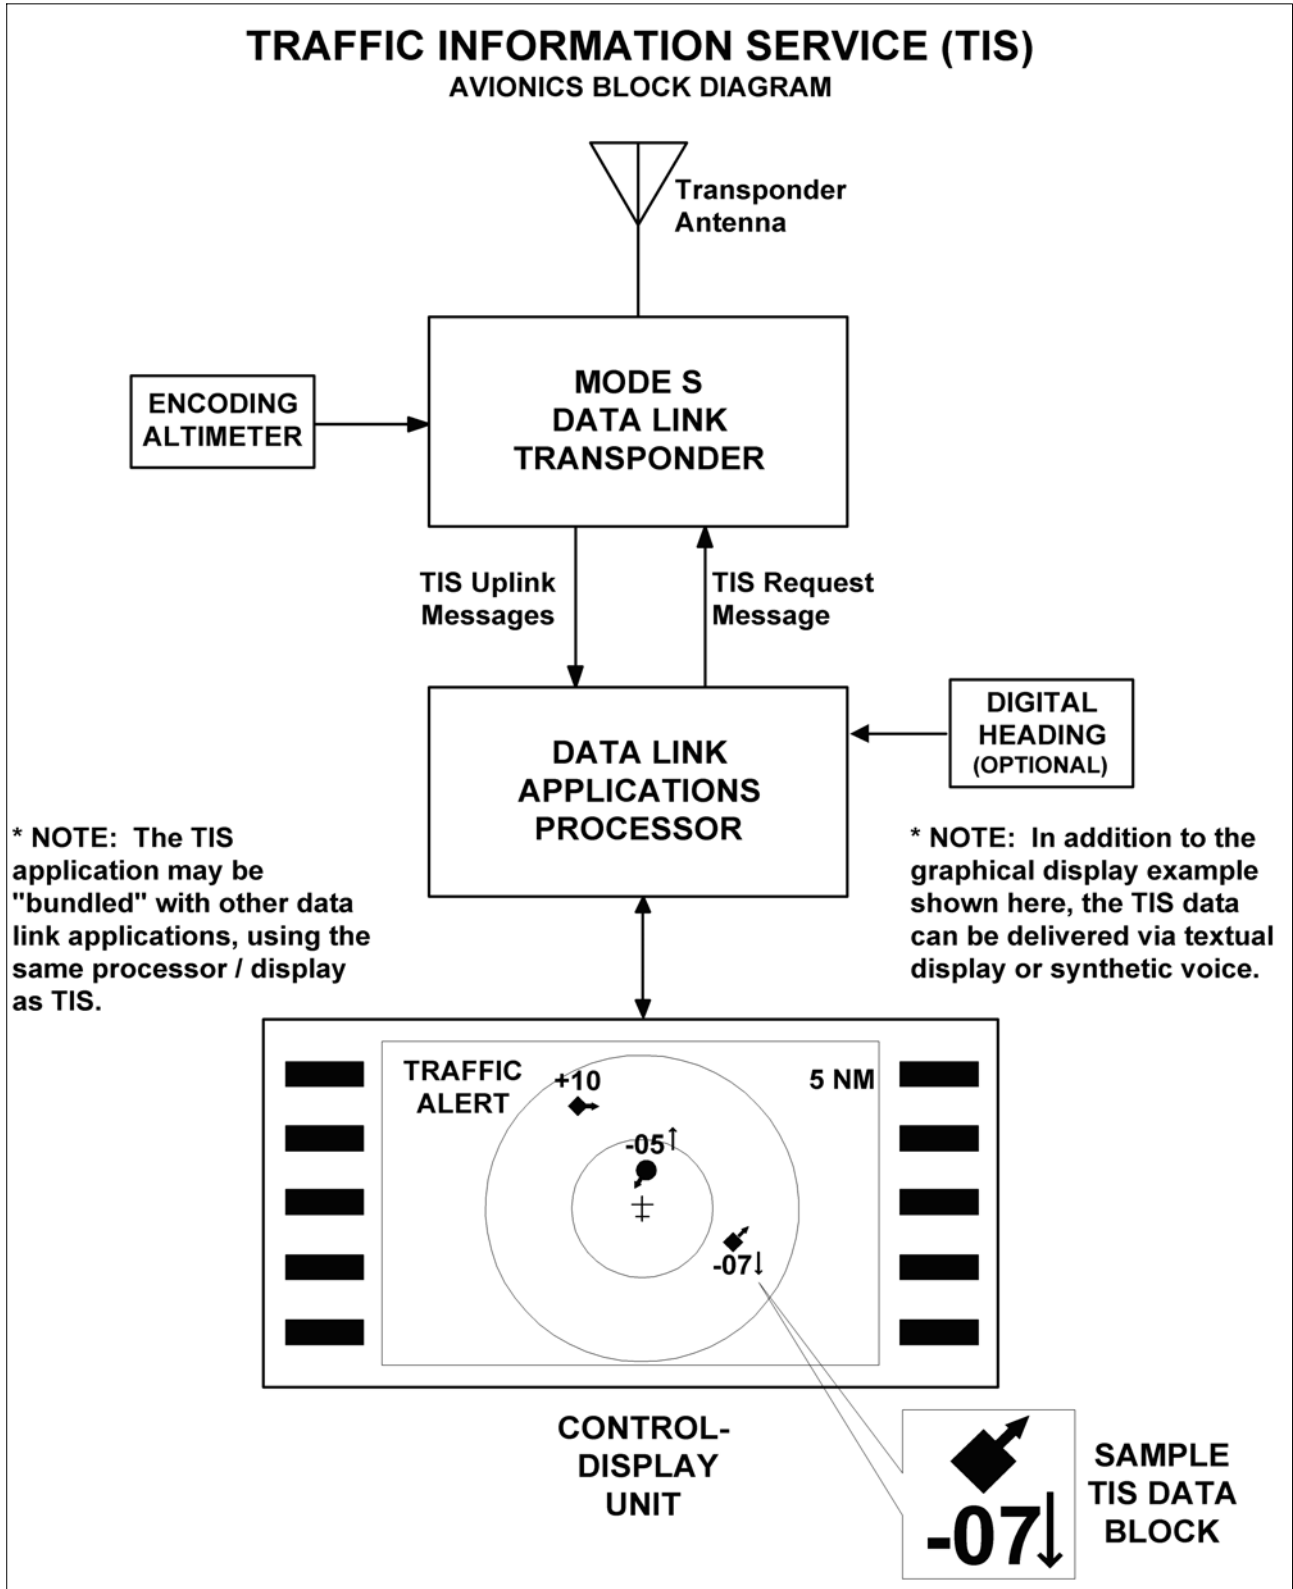 TRAFFIC INFORMATION SERVICE (TIS)
AVIONICS BLOCK DIAGRAM
Transponder
Antenna
MODE S
DATA LINK
TRANSPONDER
ENCODING
ALTIMETER
TIS Uplink
Messages
TIS Request
Message
DIGITAL
HEADING
(OPTIONAL)
DATA LINK
APPLICATIONS
PROCESSOR
* NOTE: The TIS
application may be
"bundled" with other data
link applications, using the
same processor / display
as TIS.
* NOTE: In addition to the
graphical display example
shown here, the TIS data
can be delivered via textual
display or synthetic voice.
TRAFFIC
ALERT
+10
5 NM
-05↑
-07↓
CONTROL-
DISPLAY
UNIT
-07↓
SAMPLE
TIS DATA
BLOCK